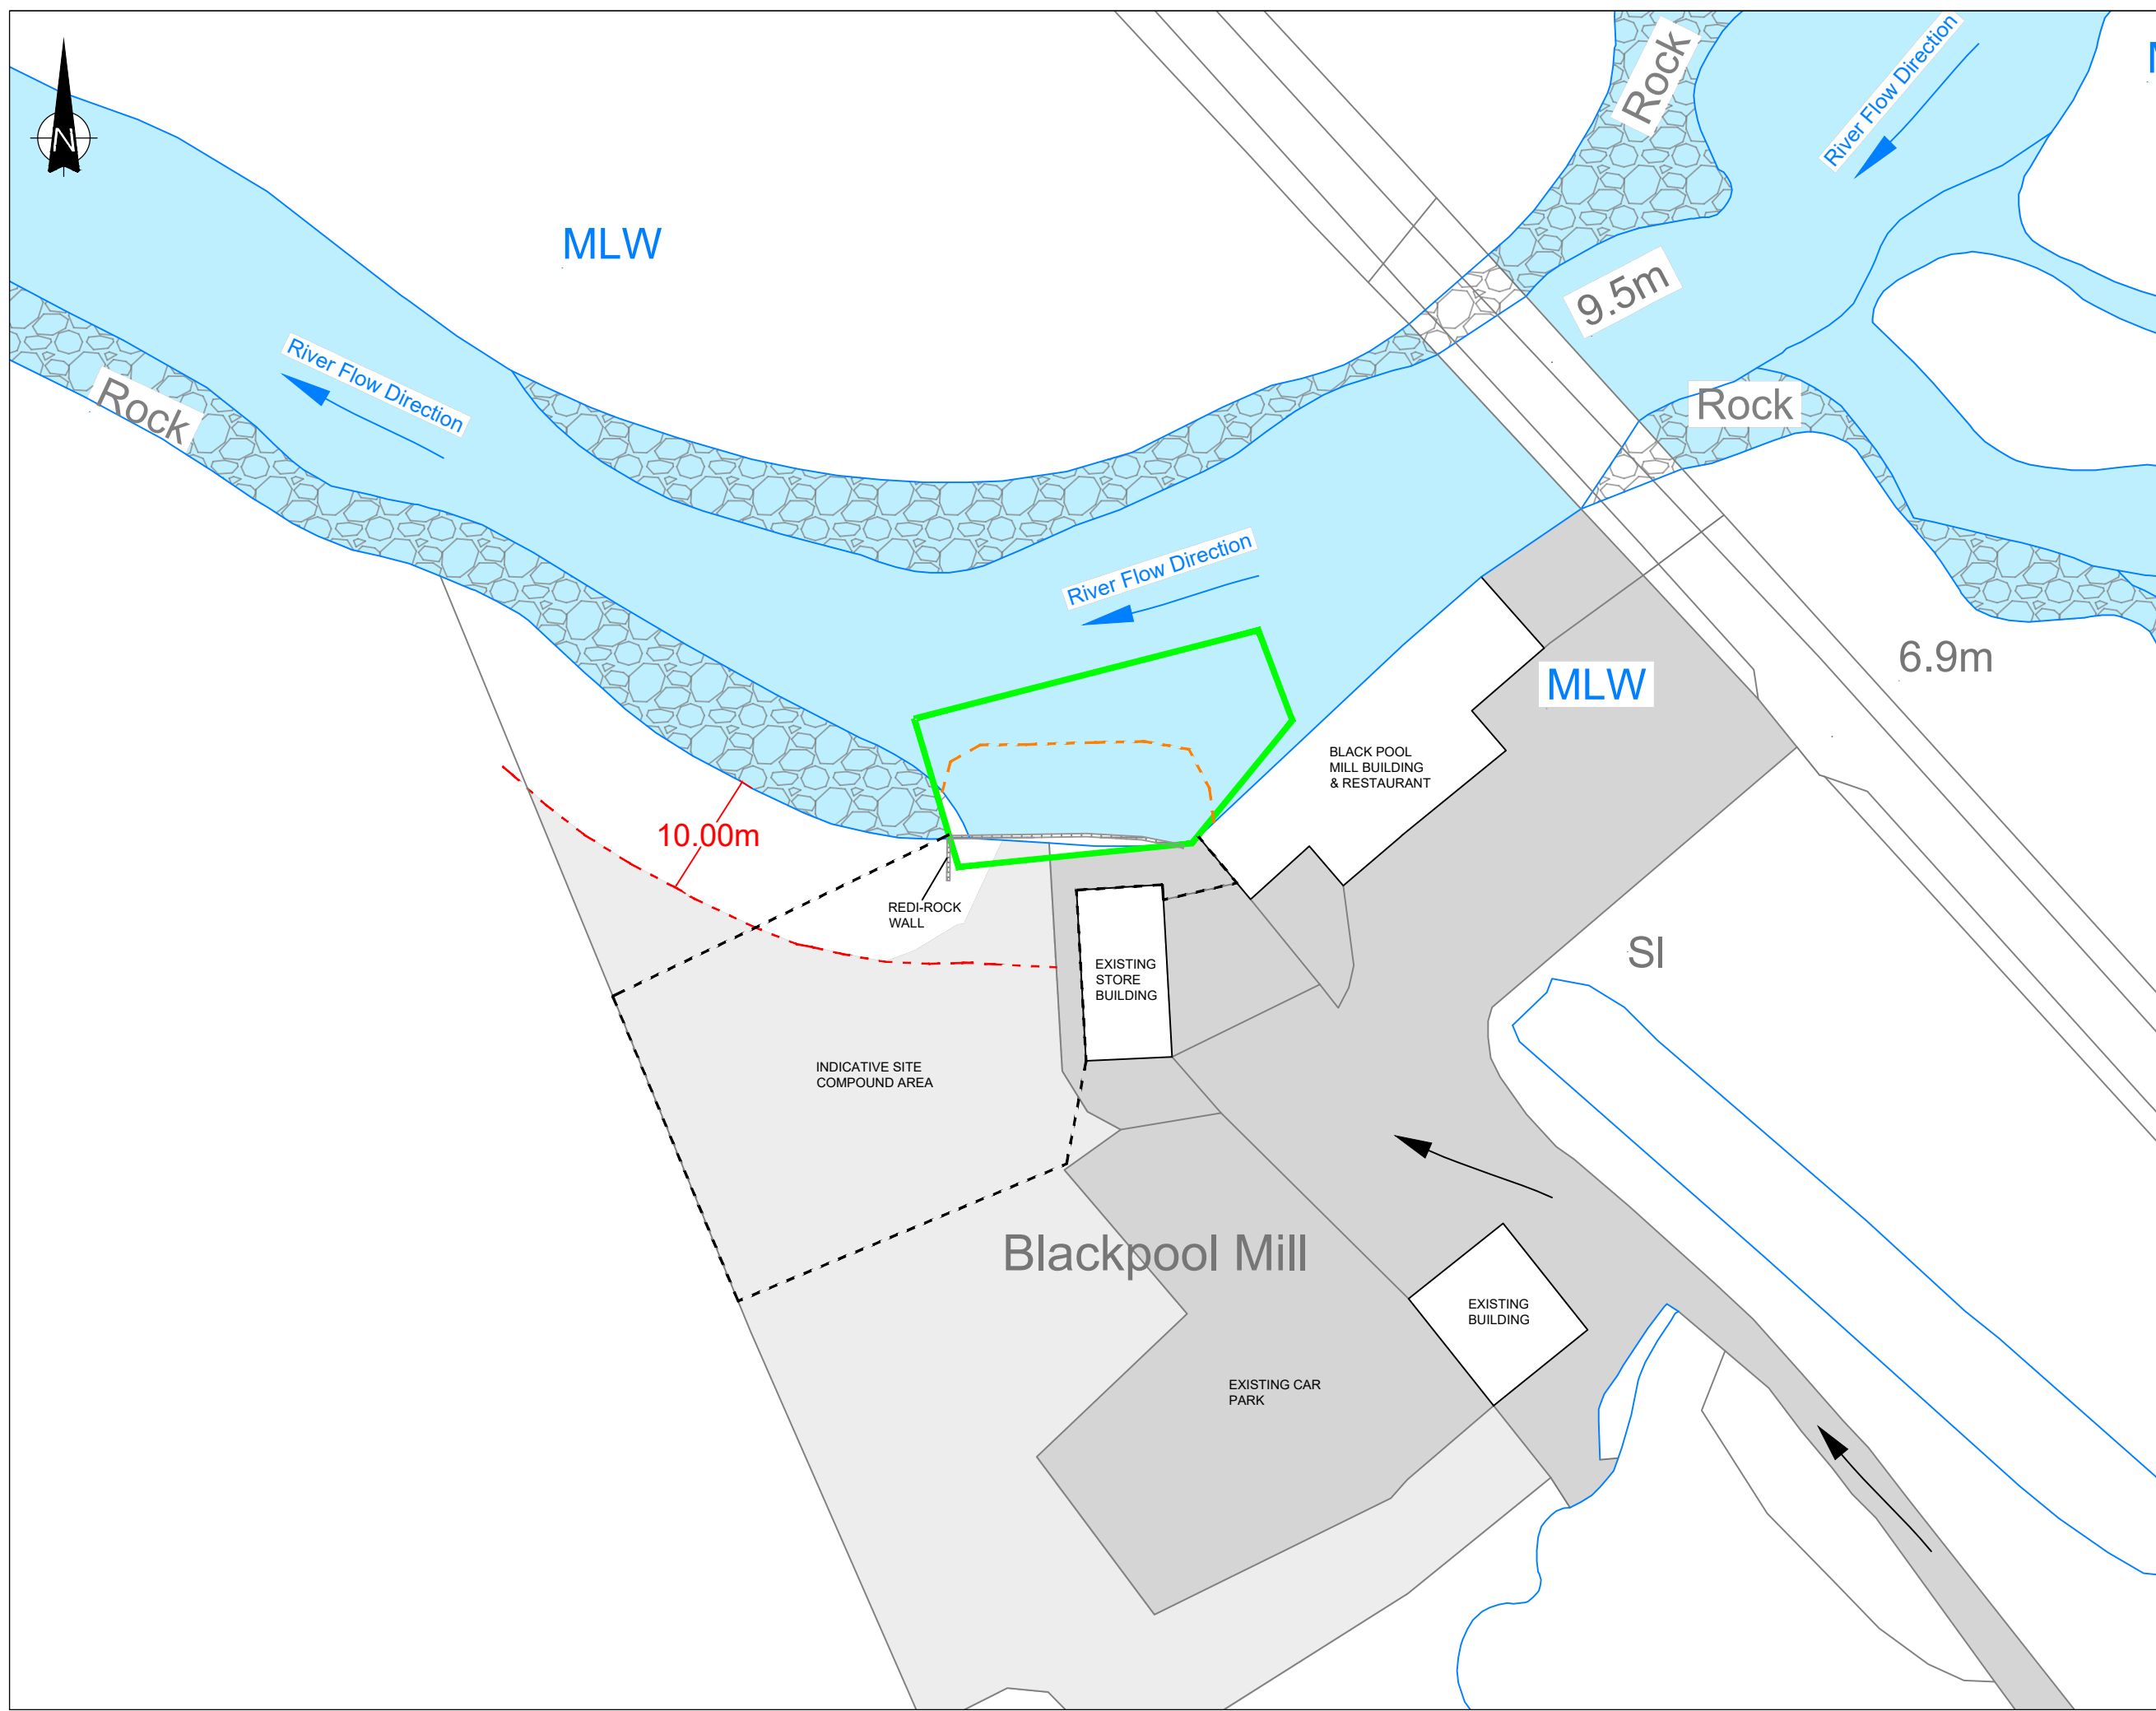 N
MLW
Rock
River Flow Direction
9.5m
River Flow Direction
Rock
Rock
River Flow Direction
6.9m
MLW
BLACK POOL
MILL BUILDING
& RESTAURANT
10.00m
REDI-ROCK
WALL
EXISTING
STORE
BUILDING
SI
INDICATIVE SITE
COMPOUND AREA
Blackpool Mill
EXISTING
BUILDING
EXISTING CAR
PARK